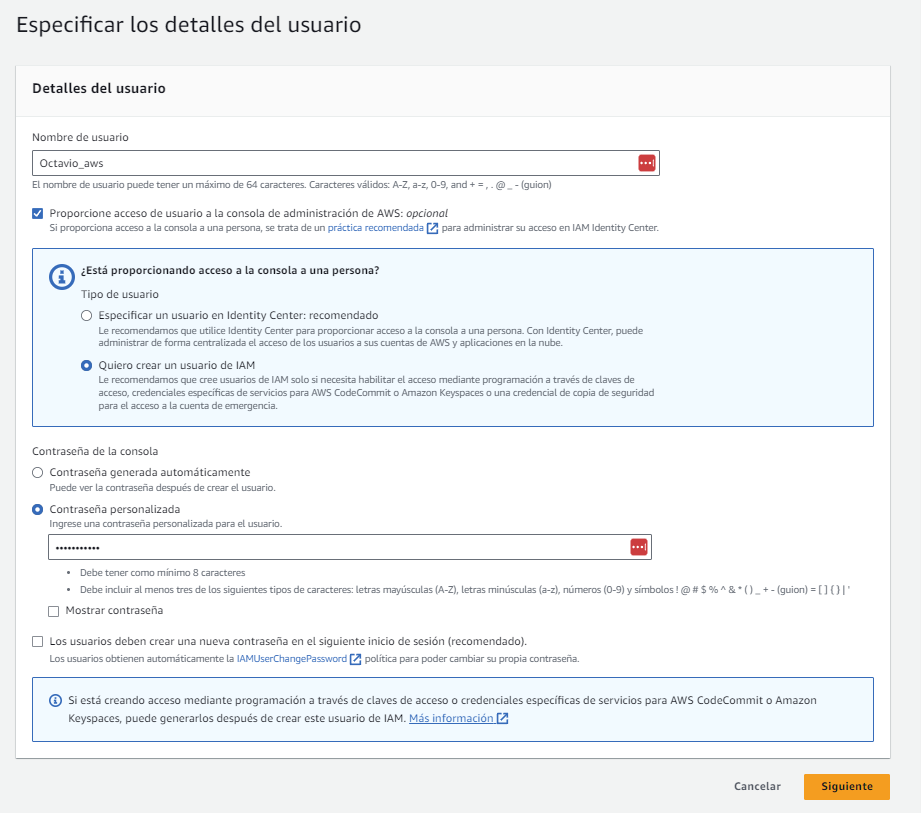 Especificar los detalles del usuario
Detalles del usuario
Nombre de usuario
Octavio_aws
El nombre de usuario puede tener un máximo de 64 caracteres. Caracteres válidos: A-Z, a-z, 0-9, and + = , . @ _ - (guion)
Proporcione acceso de usuario a la consola de administración de AWS: opcional
Si proporciona acceso a la consola a una persona, se trata de un práctica recomendada para administrar su acceso en IAM Identity Center.
¿Está proporcionando acceso a la consola a una persona?
Tipo de usuario
Especificar un usuario en Identity Center: recomendado
Le recomendamos que utilice Identity Center para proporcionar acceso a la consola a una persona. Con Identity Center, puede
administrar de forma centralizada el acceso de los usuarios a sus cuentas de AWS y aplicaciones en la nube.
Quiero crear un usuario de IAM
Le recomendamos que cree usuarios de IAM solo si necesita habilitar el acceso mediante programación a través de claves de
acceso, credenciales específicas de servicios para AWS CodeCommit o Amazon Keyspaces o una credencial de copia de seguridad
para el acceso a la cuenta de emergencia.
Contraseña de la consola
Contraseña generada automáticamente
Puede ver la contraseña después de crear el usuario.
Contraseña personalizada
Ingrese una contraseña personalizada para el usuario.
•••••••••••
• Debe tener como mínimo 8 caracteres
• Debe incluir al menos tres de los siguientes tipos de caracteres: letras mayúsculas (A-Z), letras minúsculas (a-z), números (0-9) y símbolos ! @ # $ % ^ & * ( ) _ + - (guion) = [ ] { } | '
Mostrar contraseña
Los usuarios deben crear una nueva contraseña en el siguiente inicio de sesión (recomendado).
Los usuarios obtienen automáticamente la IAMUserChangePassword política para poder cambiar su propia contraseña.
Si está creando acceso mediante programación a través de claves de acceso o credenciales específicas de servicios para AWS CodeCommit o Amazon
Keyspaces, puede generarlos después de crear este usuario de IAM. Más información
Cancelar
Siguiente